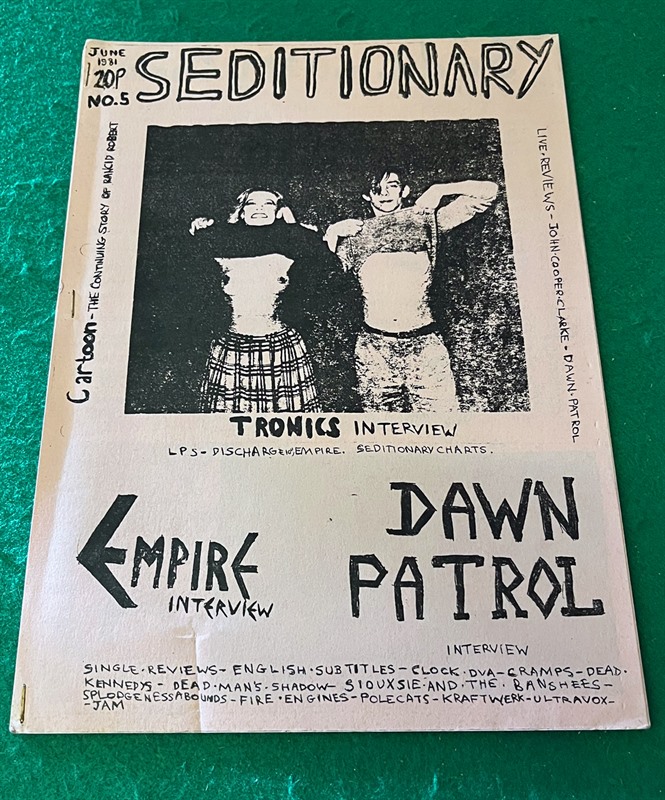 JUNE
1981
20P
NO.5
SEDITIONARY
Cartoon - THE CONTINUING STORY OF RANCID ROBERT
LIVE·REVIEWS - JOHN·COOPER·CLARKE · DAWN·PATROL
TRONICS INTERVIEW
LPS - DISCHARGE EMPIRE. SEDITIONARY CHARTS.
EMPIRE
INTERVIEW
DAWN
PATROL
INTERVIEW
SINGLE·REVIEWS - ENGLISH·SUBTITLES - CLOCK·DVA - CRAMPS - DEAD·
KENNEDYS - DEAD·MAN'S·SHADOW - SIOUXSIE·AND·THE·BANSHEES -
SPLODGENESSABOUNDS - FIRE·ENGINES - POLECATS - KRAFTWERK - ULTRAVOX -
- JAM